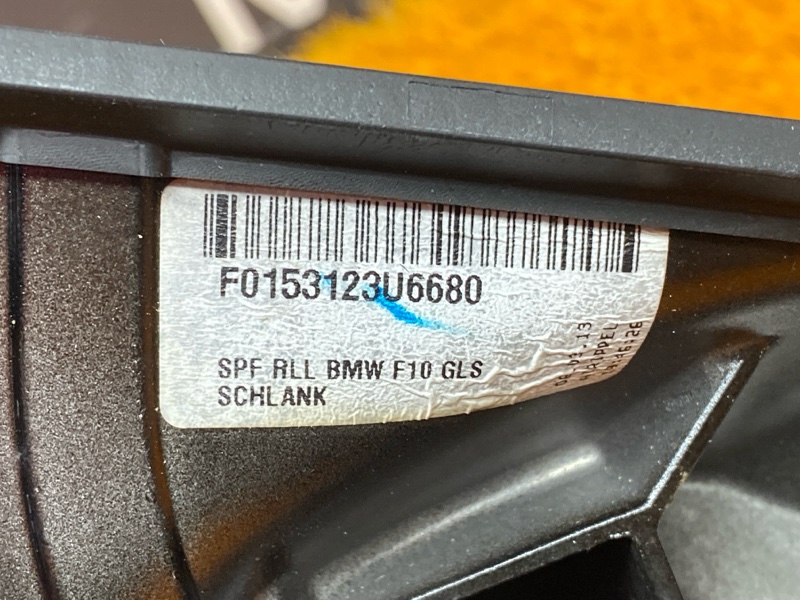 F0153123U6680
SPF RLL BMW F10 GLS
SCHLANK